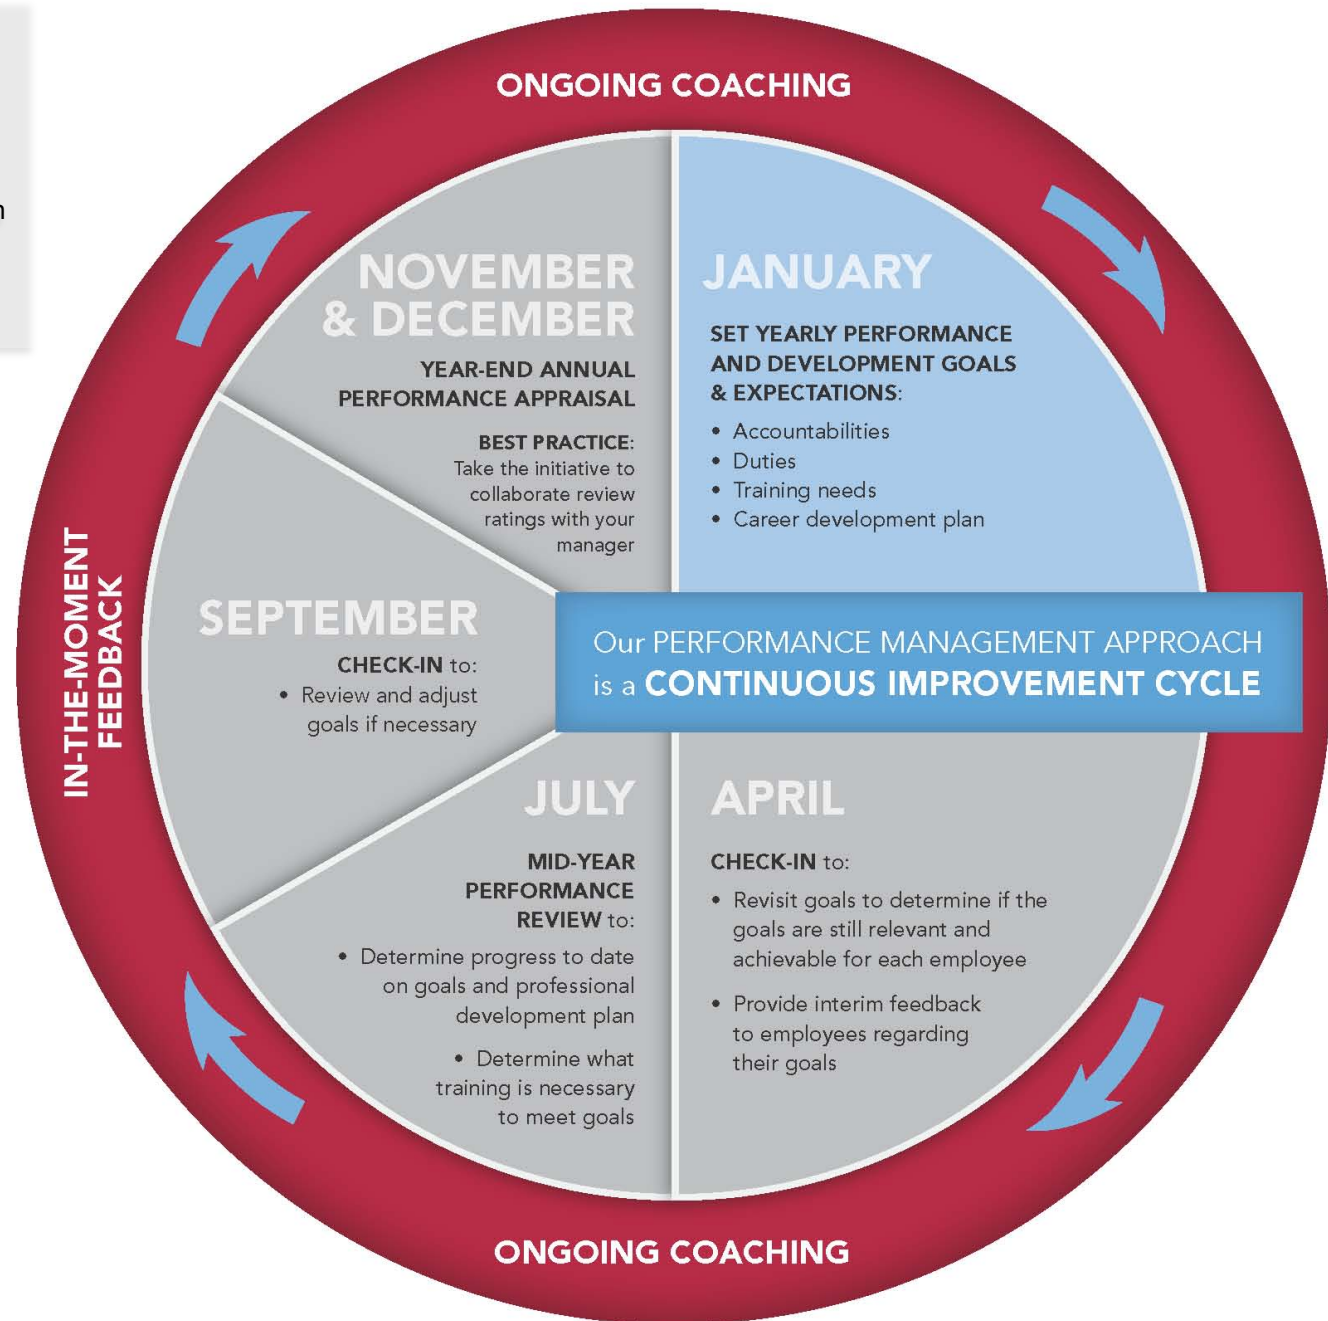 ONGOING COACHING
JANUARY
SET YEARLY PERFORMANCE
AND DEVELOPMENT GOALS
& EXPECTATIONS:
• Accountabilities
• Duties
• Training needs
• Career development plan
Our PERFORMANCE MANAGEMENT APPROACH
is a CONTINUOUS IMPROVEMENT CYCLE
APRIL
CHECK-IN to:
• Revisit goals to determine if the
goals are still relevant and
achievable for each employee
• Provide interim feedback
to employees regarding
their goals
JULY
MID-YEAR
PERFORMANCE
REVIEW to:
• Determine progress to date
on goals and professional
development plan
• Determine what
training is necessary
to meet goals
SEPTEMBER
CHECK-IN to:
• Review and adjust
goals if necessary
NOVEMBER
& DECEMBER
YEAR-END ANNUAL
PERFORMANCE APPRAISAL
BEST PRACTICE:
Take the initiative to
collaborate review
ratings with your
manager
IN-THE-MOMENT
FEEDBACK
ONGOING COACHING